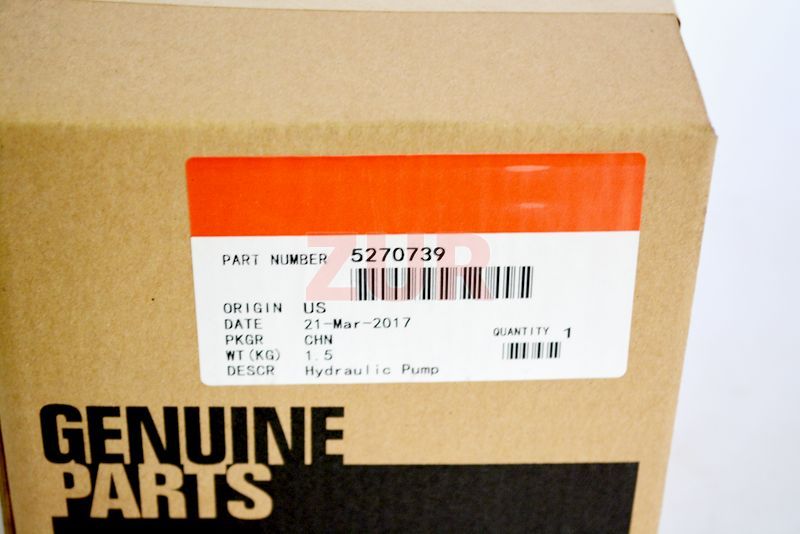 PART NUMBER 5270739
ZUR
ORIGIN US
DATE 21-Mar-2017
PKGR CHN
WT(KG) 1.5
DESCR Hydraulic Pump
QUANTITY 1
GENUINE
PARTS